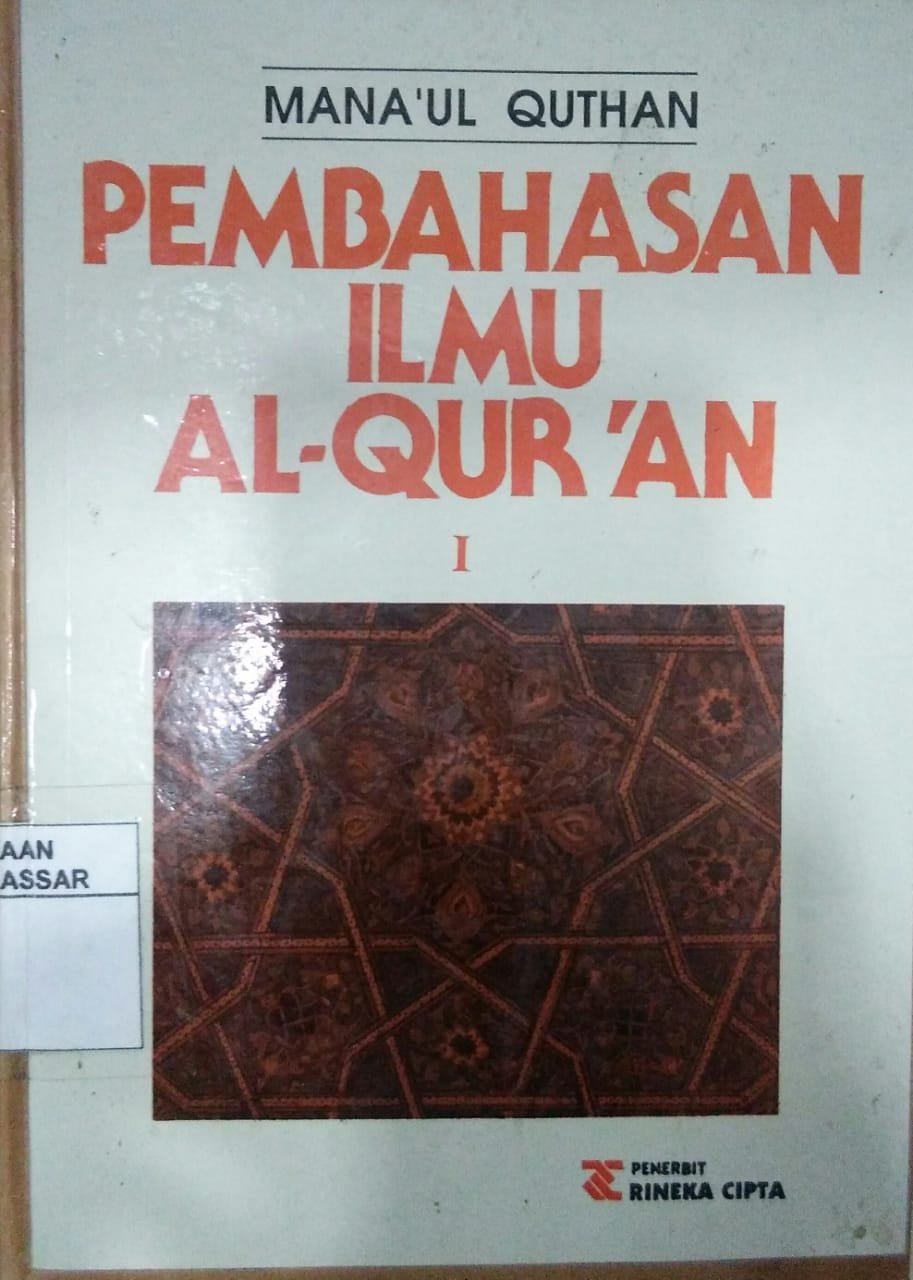 MANA'UL QUTHAN
PEMBAHASAN
ILMU
AL-QUR'AN
I
AAN
ASSAR
PENERBIT
RINEKA CIPTA